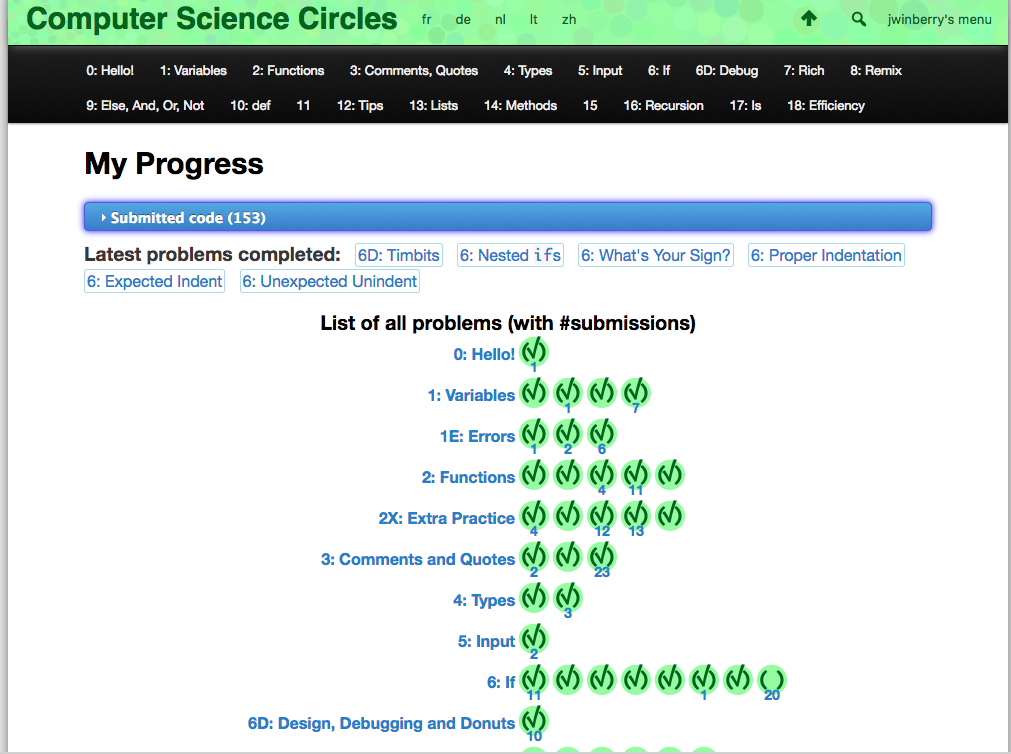 Computer Science Circles fr de nl lt zh jwinberry's menu
0: Hello! 1: Variables 2: Functions 3: Comments, Quotes 4: Types 5: Input 6: If 6D: Debug 7: Rich 8: Remix
9: Else, And, Or, Not 10: def 11 12: Tips 13: Lists 14: Methods 15 16: Recursion 17: Is 18: Efficiency
My Progress
Submitted code (153)
Latest problems completed: 6D: Timbits 6: Nested ifs 6: What's Your Sign? 6: Proper Indentation
6: Expected Indent 6: Unexpected Unindent
List of all problems (with #submissions)
0: Hello!
1
1: Variables
1 7
1E: Errors
1 2 6
2: Functions
4 11
2X: Extra Practice
4 12 13
3: Comments and Quotes
2 23
4: Types
3
5: Input
2
6: If
11 1 20
6D: Design, Debugging and Donuts
10